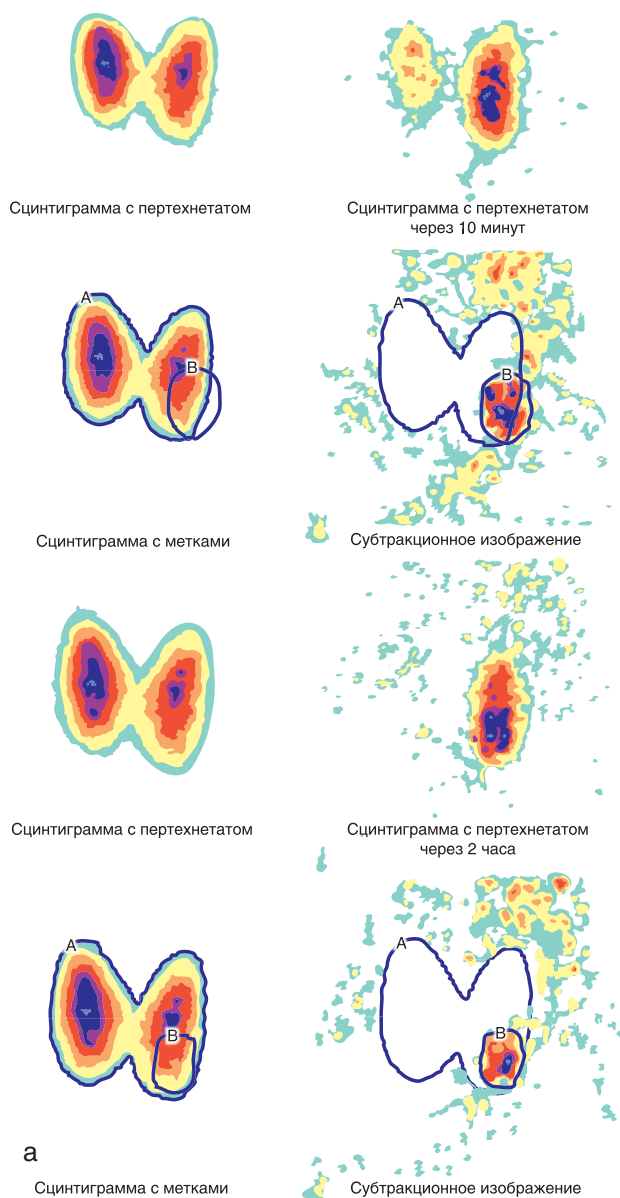 Сцинтиграмма с пертехнетатом
Сцинтиграмма с пертехнетатом
через 10 минут
A
B
A
B
Сцинтиграмма с метками
Субтракционное изображение
Сцинтиграмма с пертехнетатом
Сцинтиграмма с пертехнетатом
через 2 часа
A
B
A
B
а
Сцинтиграмма с метками
Субтракционное изображение